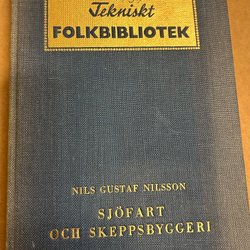 Tekniskt
FOLKBIBLIOTEK
NILS GUSTAF NILSSON
SJÖFART
OCH SKEPPSBYGGERI